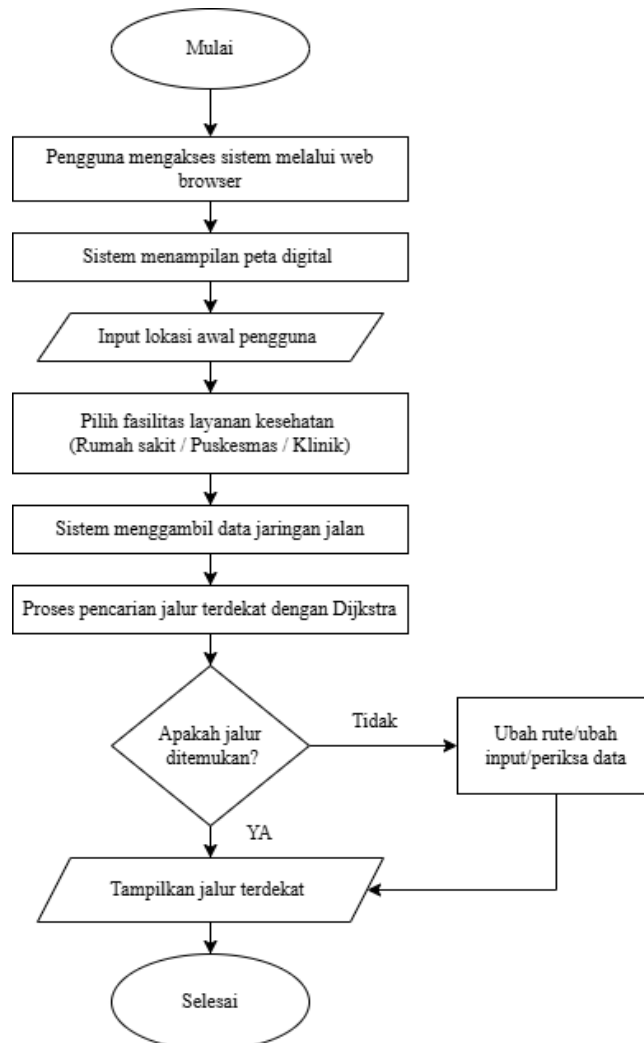 Mulai
Pengguna mengakses sistem melalui web
browser
Sistem menampilan peta digital
Input lokasi awal pengguna
Pilih fasilitas layanan kesehatan
(Rumah sakit / Puskesmas / Klinik)
Sistem menggambil data jaringan jalan
Proses pencarian jalur terdekat dengan Dijkstra
Apakah jalur
ditemukan?
Tidak
Ubah rute/ubah
input/periksa data
YA
Tampilkan jalur terdekat
Selesai